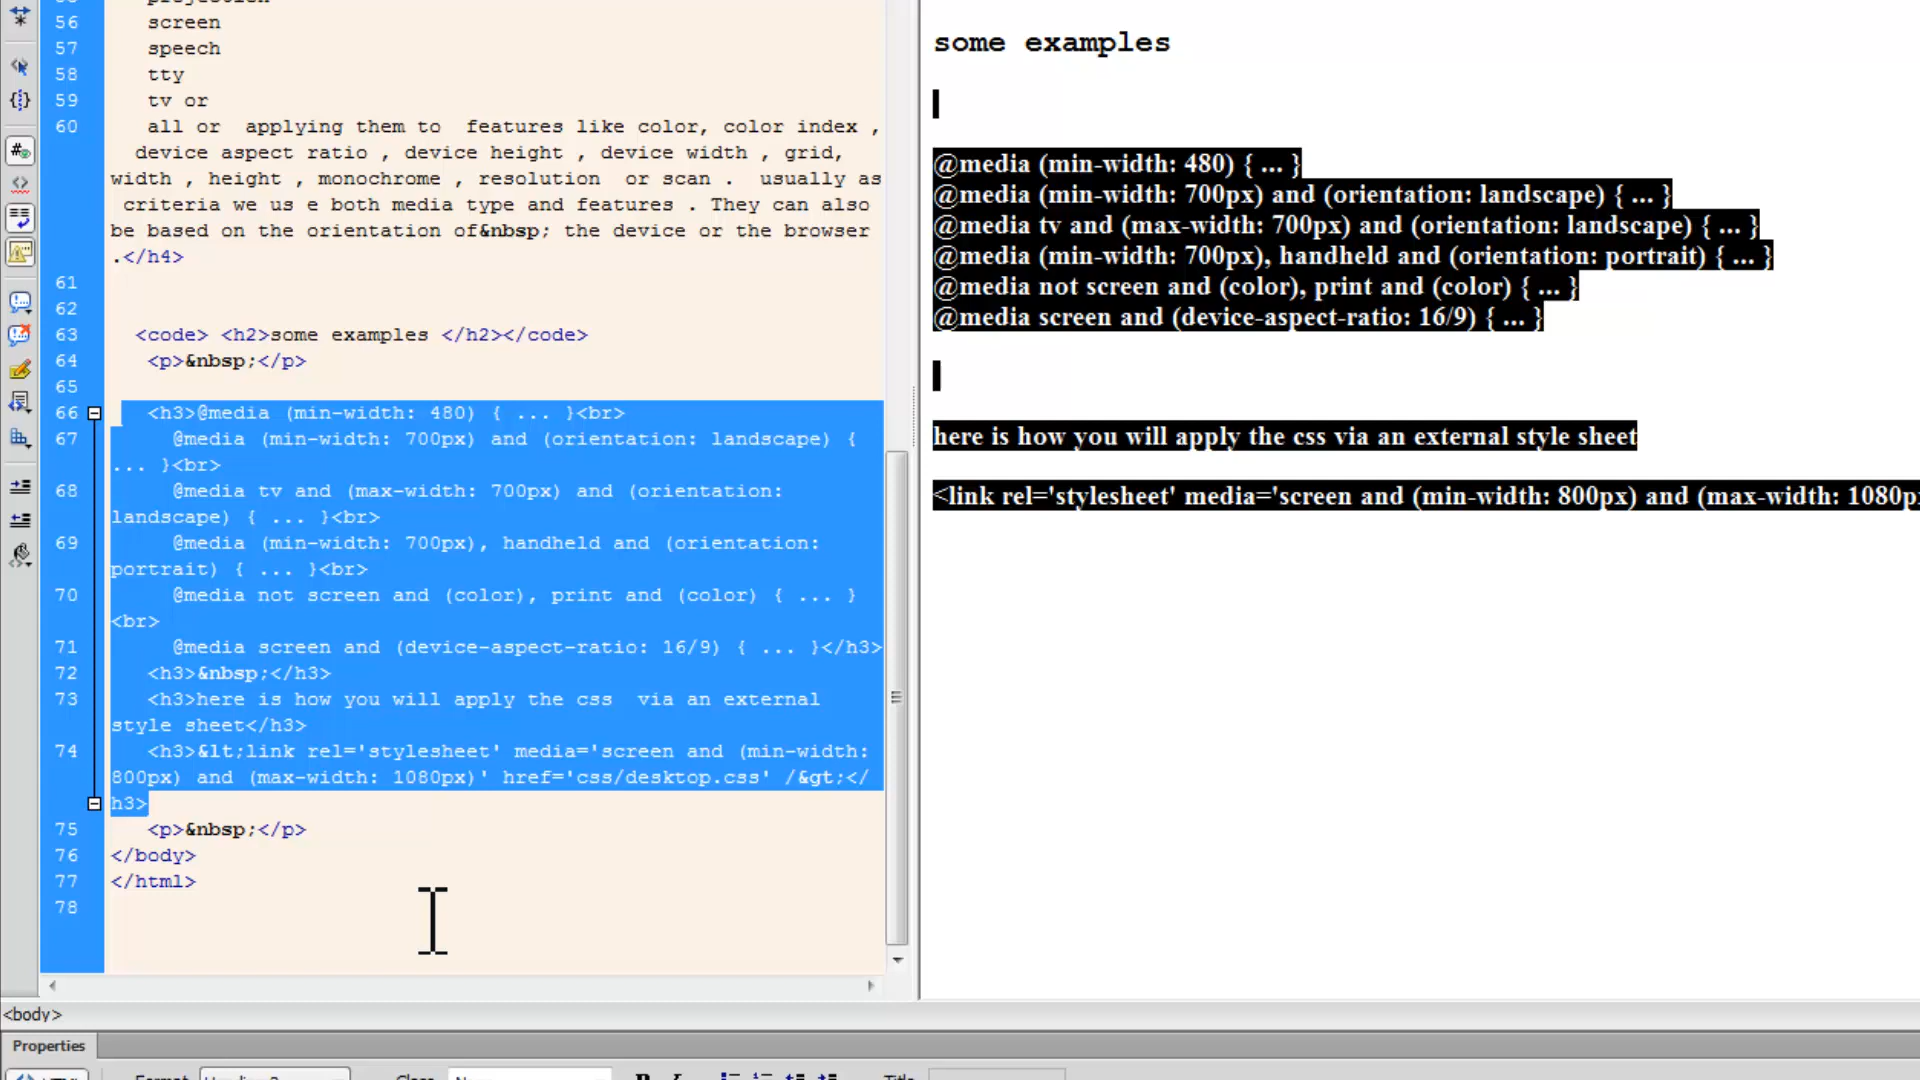 56 screen
57 speech
58 tty
59 tv or
60 all or applying them to features like color, color index ,
device aspect ratio , device height , device width , grid,
width , height , monochrome , resolution or scan . usually as
criteria we us e both media type and features . They can also
be based on the orientation of&nbsp; the device or the browser
.</h4>
61
62
63 <code> <h2>some examples </h2></code>
64 <p>&nbsp;</p>
65
66 <h3>@media (min-width: 480) { ... }<br>
67 @media (min-width: 700px) and (orientation: landscape) {
... }<br>
68 @media tv and (max-width: 700px) and (orientation:
landscape) { ... }<br>
69 @media (min-width: 700px), handheld and (orientation:
portrait) { ... }<br>
70 @media not screen and (color), print and (color) { ... }
<br>
71 @media screen and (device-aspect-ratio: 16/9) { ... }</h3>
72 <h3>&nbsp;</h3>
73 <h3>here is how you will apply the css via an external
style sheet</h3>
74 <h3>&lt;link rel='stylesheet' media='screen and (min-width:
800px) and (max-width: 1080px)' href='css/desktop.css' /&gt;</
h3>
75 <p>&nbsp;</p>
76 </body>
77 </html>
78
some examples
@media (min-width: 480) { ... }
@media (min-width: 700px) and (orientation: landscape) { ... }
@media tv and (max-width: 700px) and (orientation: landscape) { ... }
@media (min-width: 700px), handheld and (orientation: portrait) { ... }
@media not screen and (color), print and (color) { ... }
@media screen and (device-aspect-ratio: 16/9) { ... }
here is how you will apply the css via an external style sheet
<link rel='stylesheet' media='screen and (min-width: 800px) and (max-width: 1080px
<body>
Properties